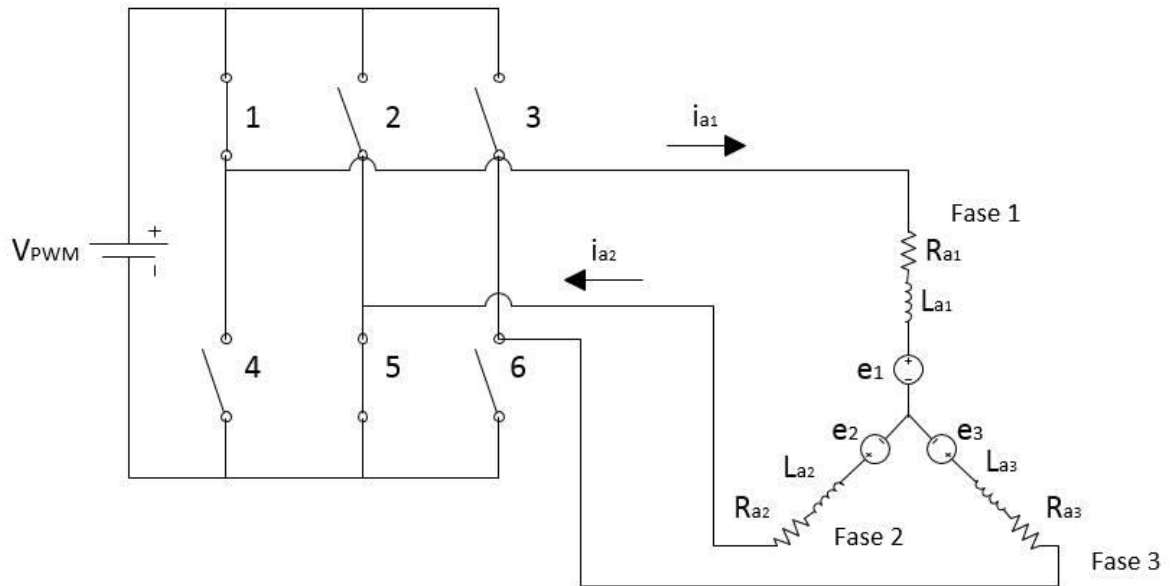 1
2
3
ia1
Fase 1
VPWM
+
−
ia2
Ra1
La1
4
5
6
e1
+
−
e2
e3
La2
La3
Ra2
Ra3
Fase 2
Fase 3